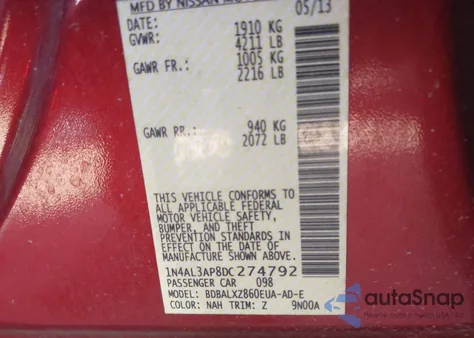 MFD BY NISSAN
05/13
DATE:
GVWR: 1910 KG
4211 LB
GAWR FR.: 1005 KG
2216 LB
GAWR RR.: 940 KG
2072 LB
THIS VEHICLE CONFORMS TO
ALL APPLICABLE FEDERAL
MOTOR VEHICLE SAFETY,
BUMPER, AND THEFT
PREVENTION STANDARDS IN
EFFECT ON THE DATE OF
MANUFACTURE SHOWN ABOVE.
1N4AL3AP8DC274792
PASSENGER CAR 098
MODEL: BDBALXZ860EUA-AD-E
COLOR: NAH TRIM: Z 9N00A
autoSnap